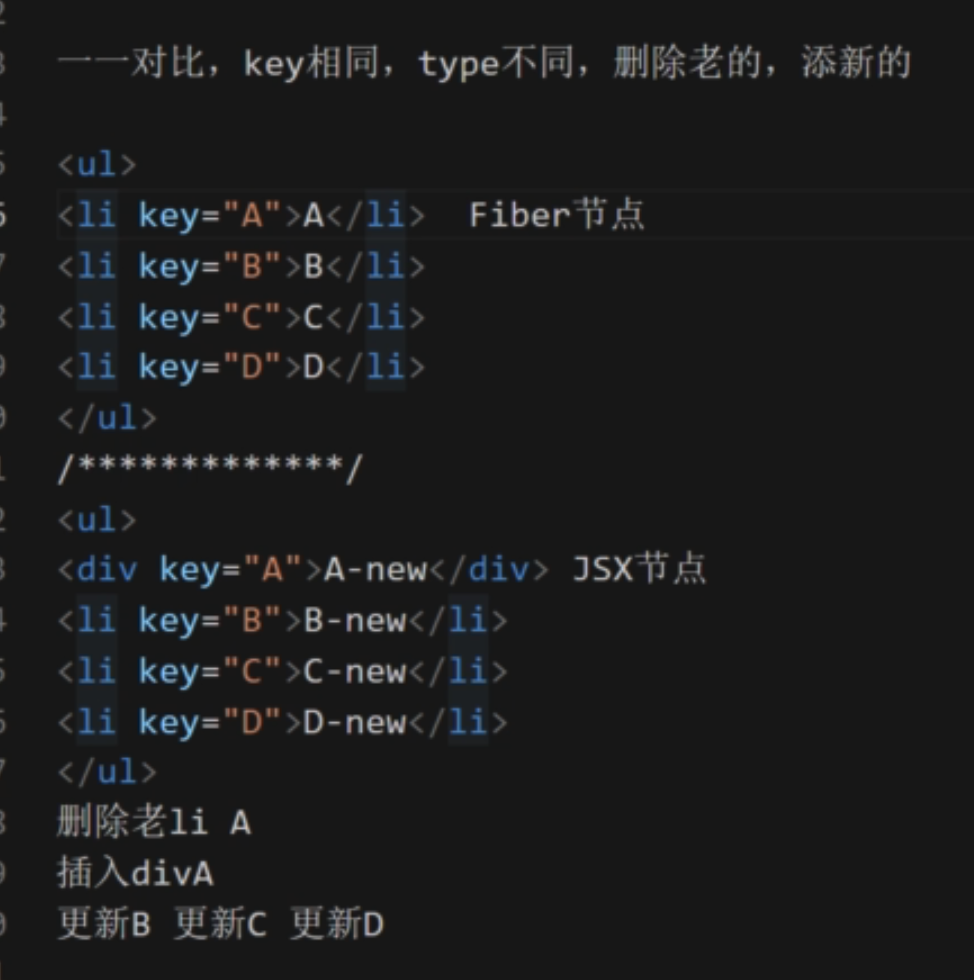 一一对比，key相同，type不同，删除老的，添新的
<ul>
<li key="A">A</li>  Fiber节点
<li key="B">B</li>
<li key="C">C</li>
<li key="D">D</li>
</ul>
/*************/
<ul>
<div key="A">A-new</div> JSX节点
<li key="B">B-new</li>
<li key="C">C-new</li>
<li key="D">D-new</li>
</ul>
删除老li A
插入divA
更新B 更新C 更新D